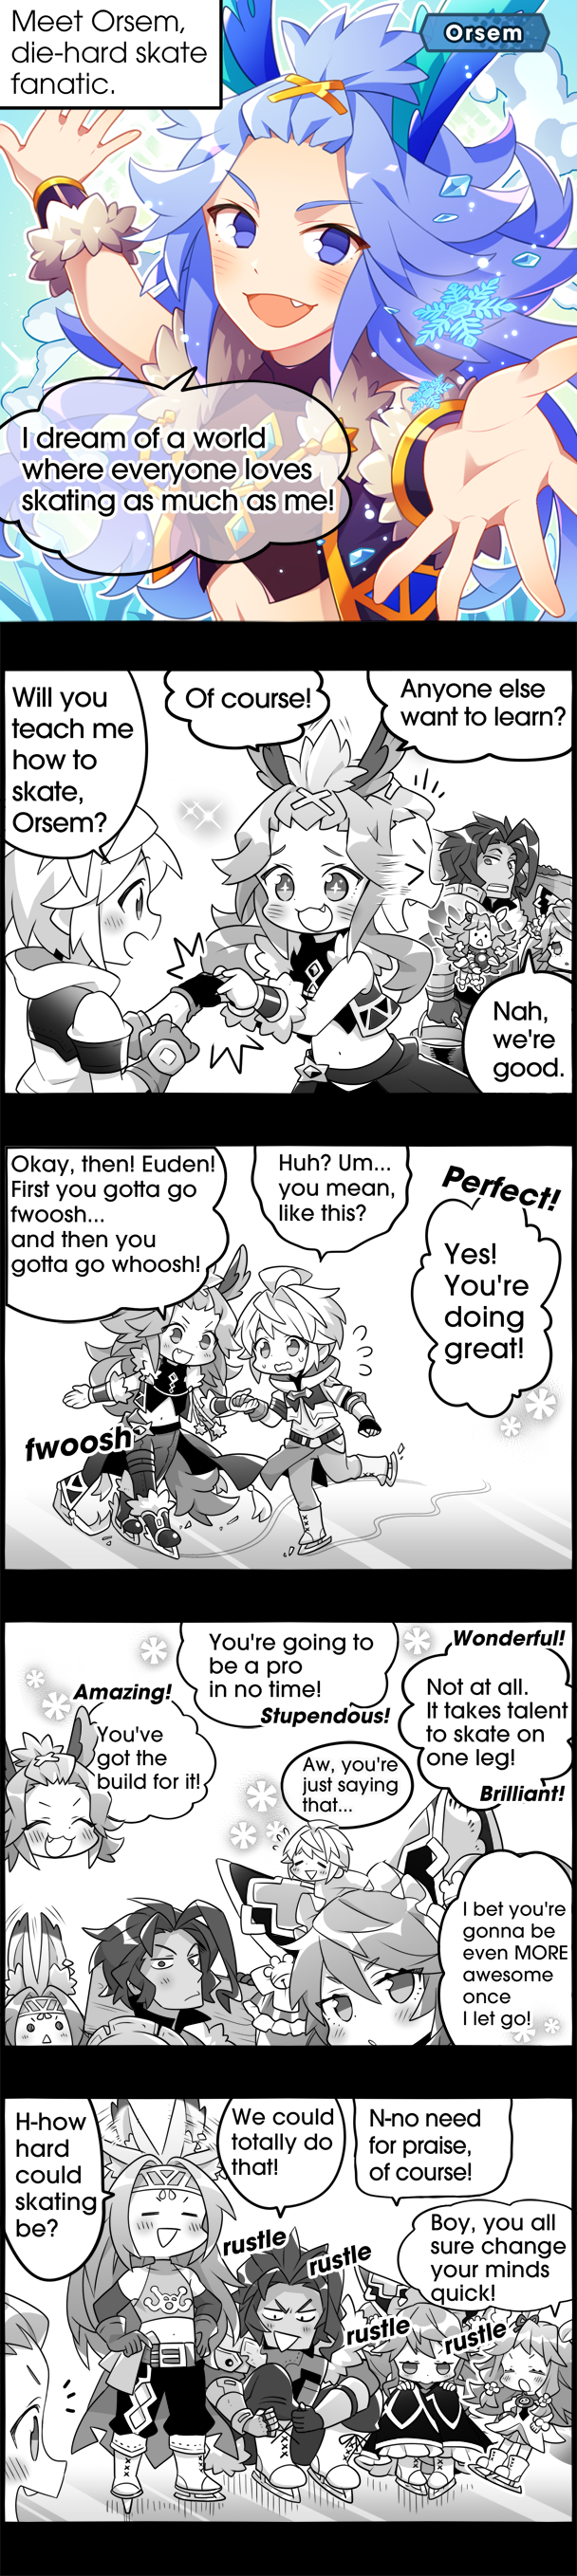 Meet Orsem,
die-hard skate
fanatic.
Orsem
I dream of a world
where everyone loves
skating as much as me!
Will you
teach me
how to
skate,
Orsem?
Of course!
Anyone else
want to learn?
Nah,
we're
good.
Okay, then! Euden!
First you gotta go
fwoosh...
and then you
gotta go whoosh!
Huh? Um...
you mean,
like this?
Perfect!
Yes!
You're
doing
great!
fwoosh
Amazing!
You've
got the
build for it!
You're going to
be a pro
in no time!
Stupendous!
Wonderful!
Not at all.
It takes talent
to skate on
one leg!
Brilliant!
Aw, you're
just saying
that...
I bet you're
gonna be
even MORE
awesome
once
I let go!
H-how
hard
could
skating
be?
We could
totally do
that!
N-no need
for praise,
of course!
Boy, you all
sure change
your minds
quick!
rustle
rustle
rustle
rustle